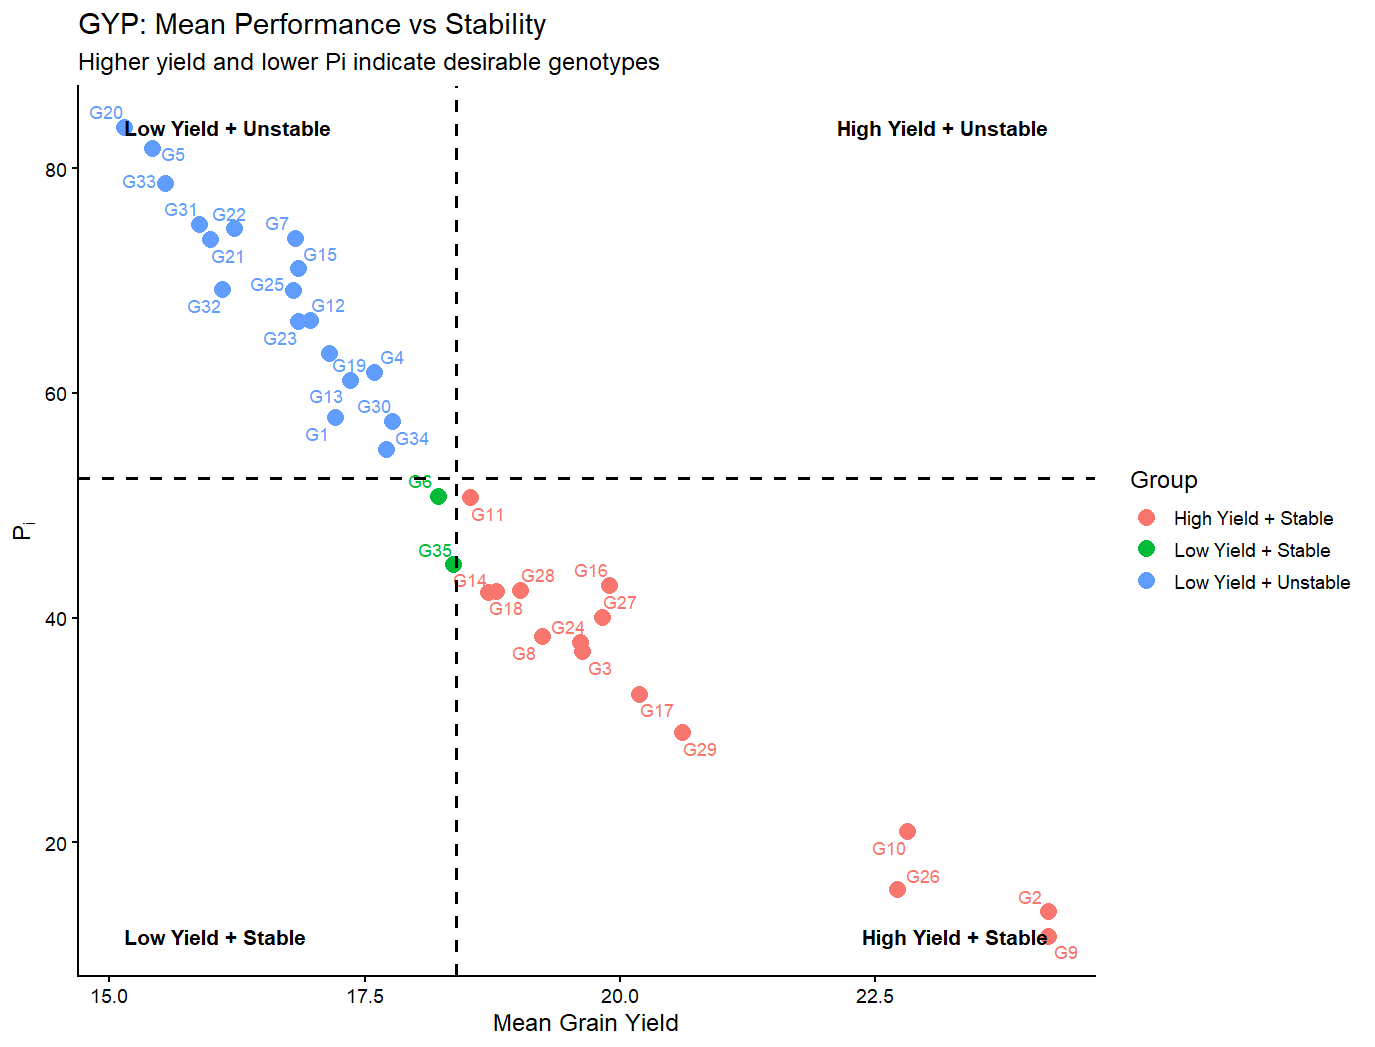 GYP: Mean Performance vs Stability
Higher yield and lower Pi indicate desirable genotypes
G20
Low Yield + Unstable
High Yield + Unstable
G5
80
G33
G31
G22
G7
G21
G15
G25
G32
G12
G23
G19
G4
60
G13
G30
G1
G34
G6
Group
G11
High Yield + Stable
Low Yield + Stable
Low Yield + Unstable
Pi
G35
G14
G28
G16
G18
G27
40
G24
G8
G3
G17
G29
20
G10
G26
G2
Low Yield + Stable
High Yield + Stable
G9
15.0
17.5
20.0
22.5
Mean Grain Yield